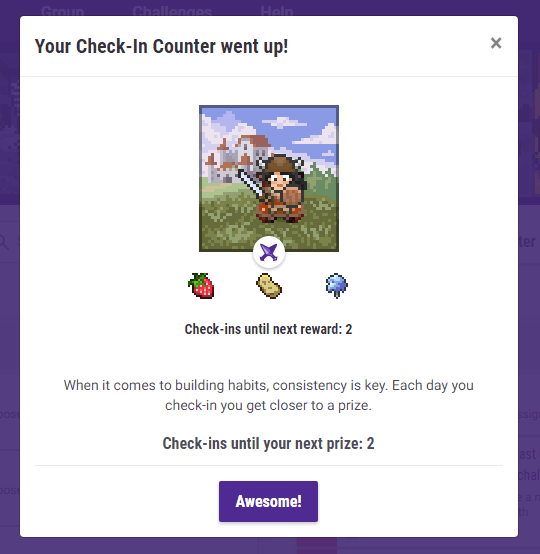 Group Challenges Help
Your Check-In Counter went up!
×
Check-ins until next reward: 2
When it comes to building habits, consistency is key. Each day you
check-in you get closer to a prize.
Check-ins until your next prize: 2
Awesome!